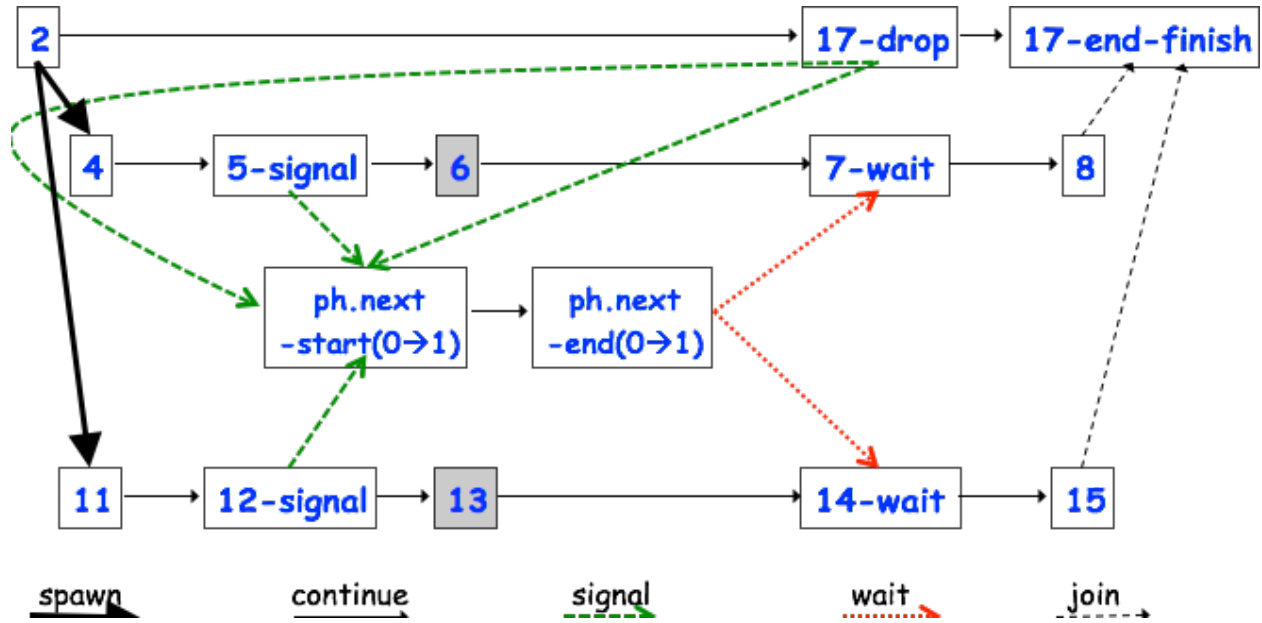 2
17-drop
17-end-finish
4
5-signal
6
7-wait
8
ph.next
-start(0→1)
ph.next
-end(0→1)
11
12-signal
13
14-wait
15
spawn
continue
signal
wait
join